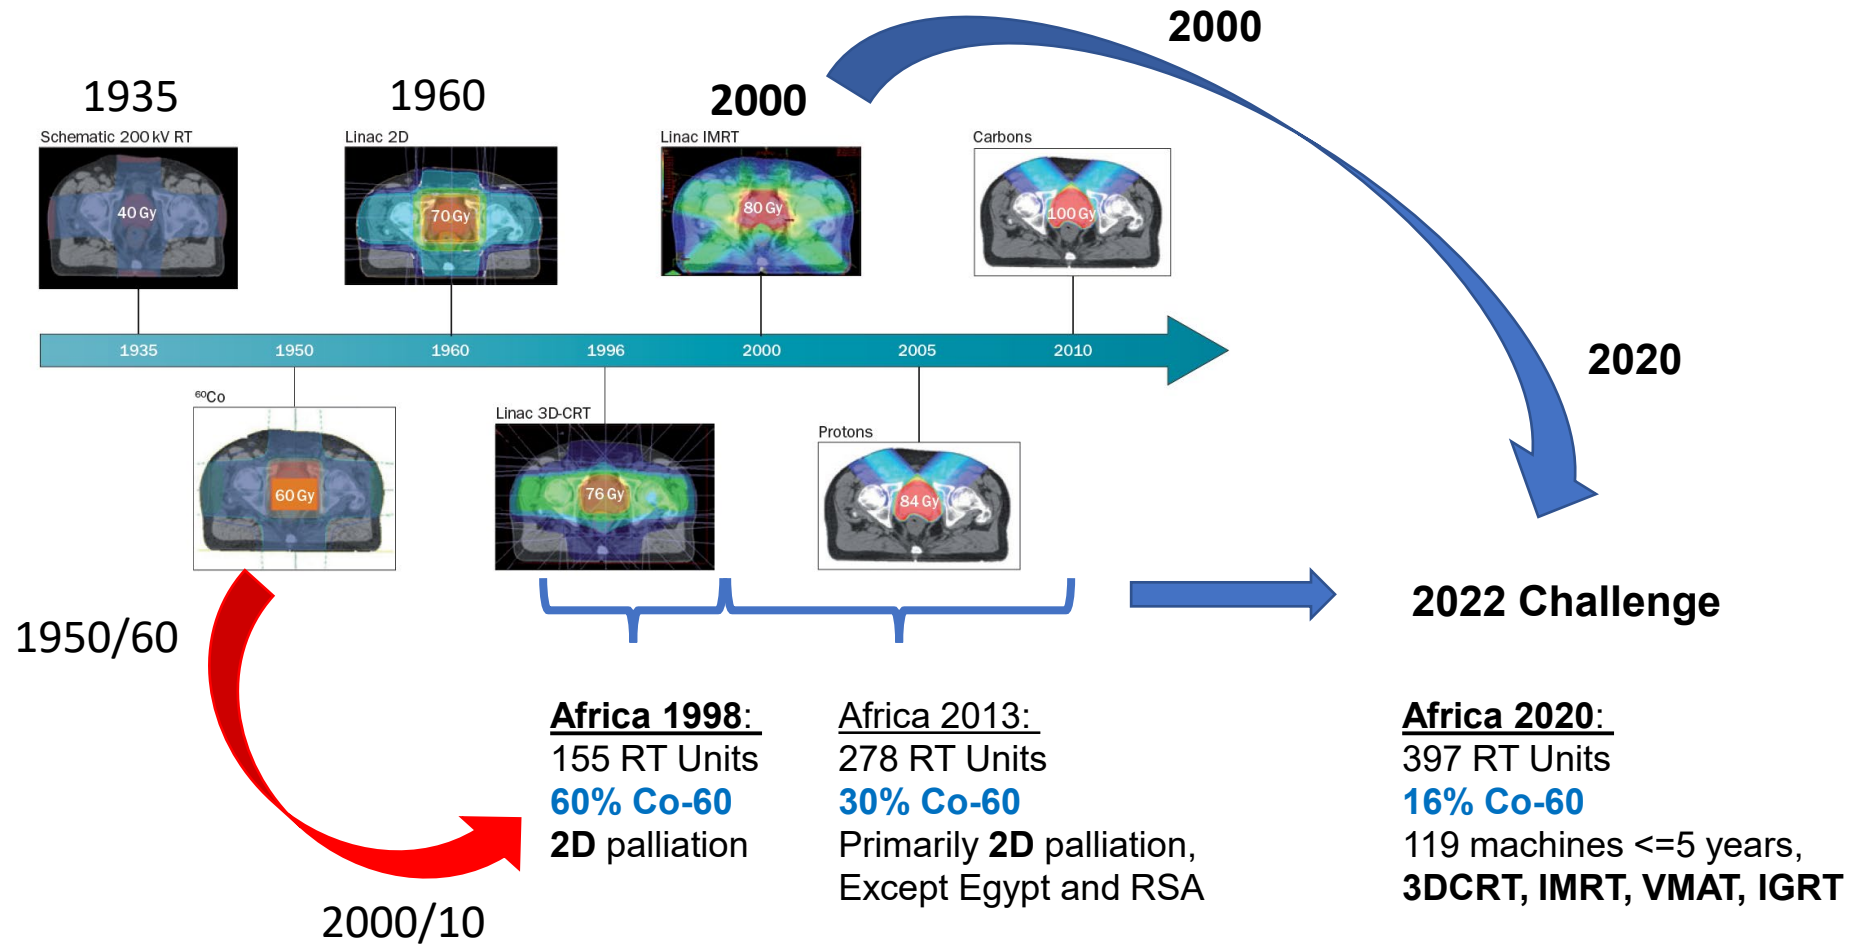 2000
1935
1960
2000
Schematic 200 kV RT
Linac 2D
Linac IMRT
Carbons
40 Gy
70 Gy
80 Gy
100 Gy
1935
1950
1960
1996
2000
2005
2010
2020
⁶⁰Co
Linac 3D-CRT
Protons
60 Gy
76 Gy
84 Gy
1950/60
2022 Challenge
Africa 1998:
155 RT Units
60% Co-60
2D palliation
Africa 2013:
278 RT Units
30% Co-60
Primarily 2D palliation,
Except Egypt and RSA
Africa 2020:
397 RT Units
16% Co-60
119 machines <=5 years,
3DCRT, IMRT, VMAT, IGRT
2000/10